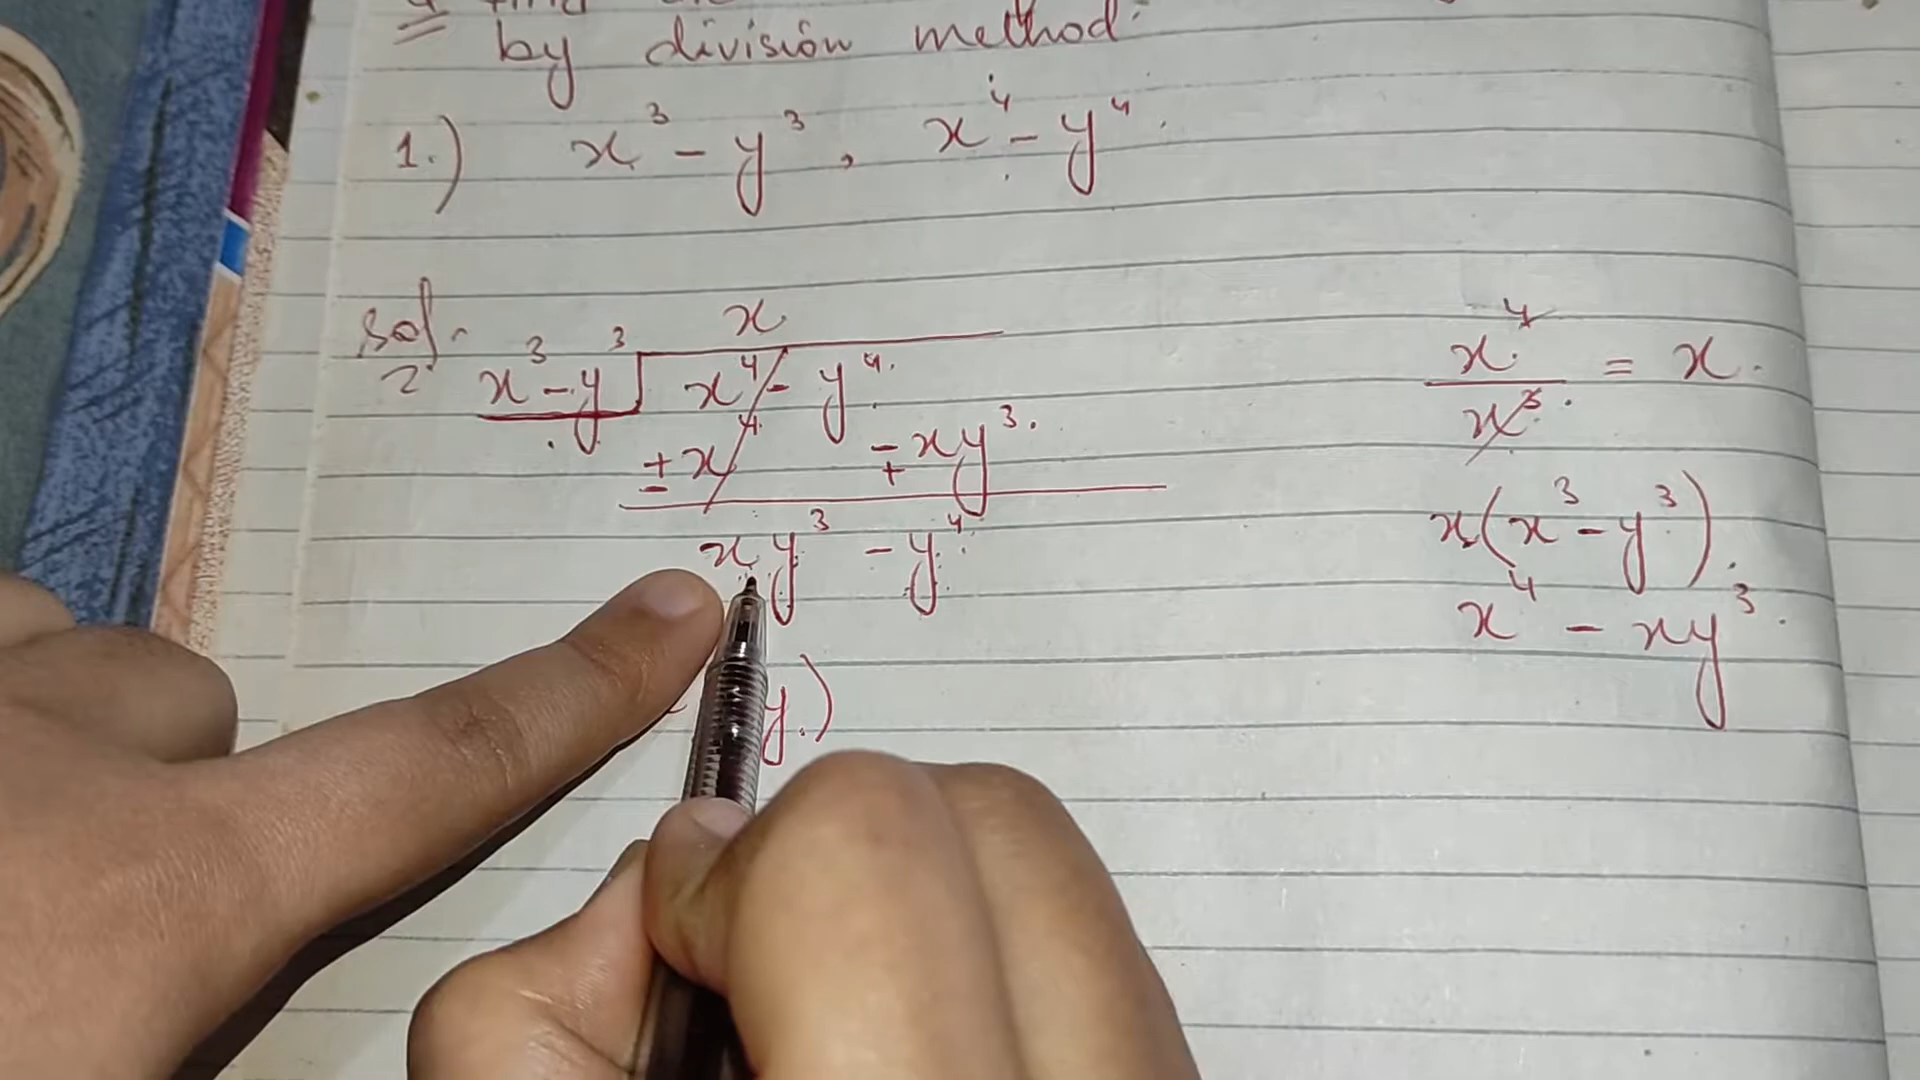 by division method.
1.) x³ - y³, x⁴ - y⁴.
Sol.
x
x³ - y³ x⁴ - y⁴.
± x⁴ - + xy³.
xy³ - y⁴.
y.)
x⁴ / x³ = x.
x(x³ - y³).
x⁴ - xy³.